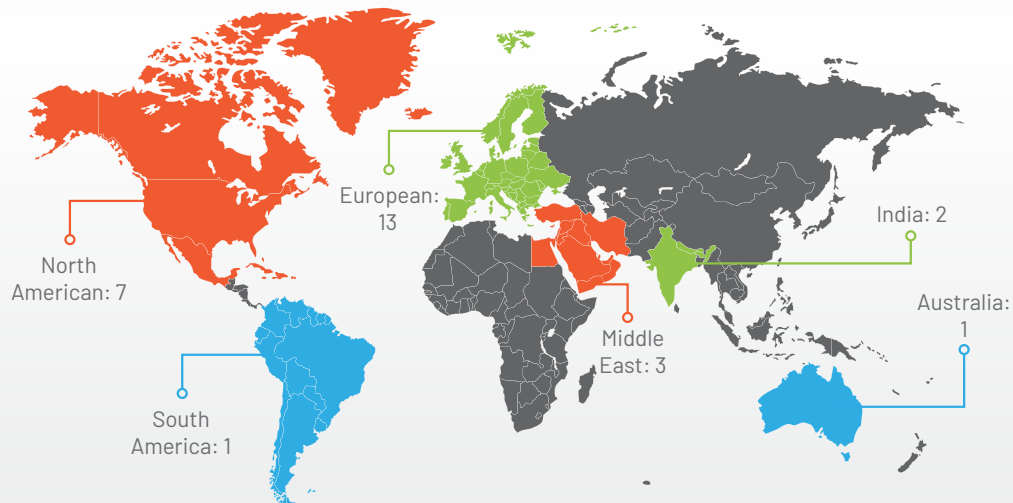 European:
13
India: 2
North
American: 7
Australia:
1
Middle
East: 3
South
America: 1